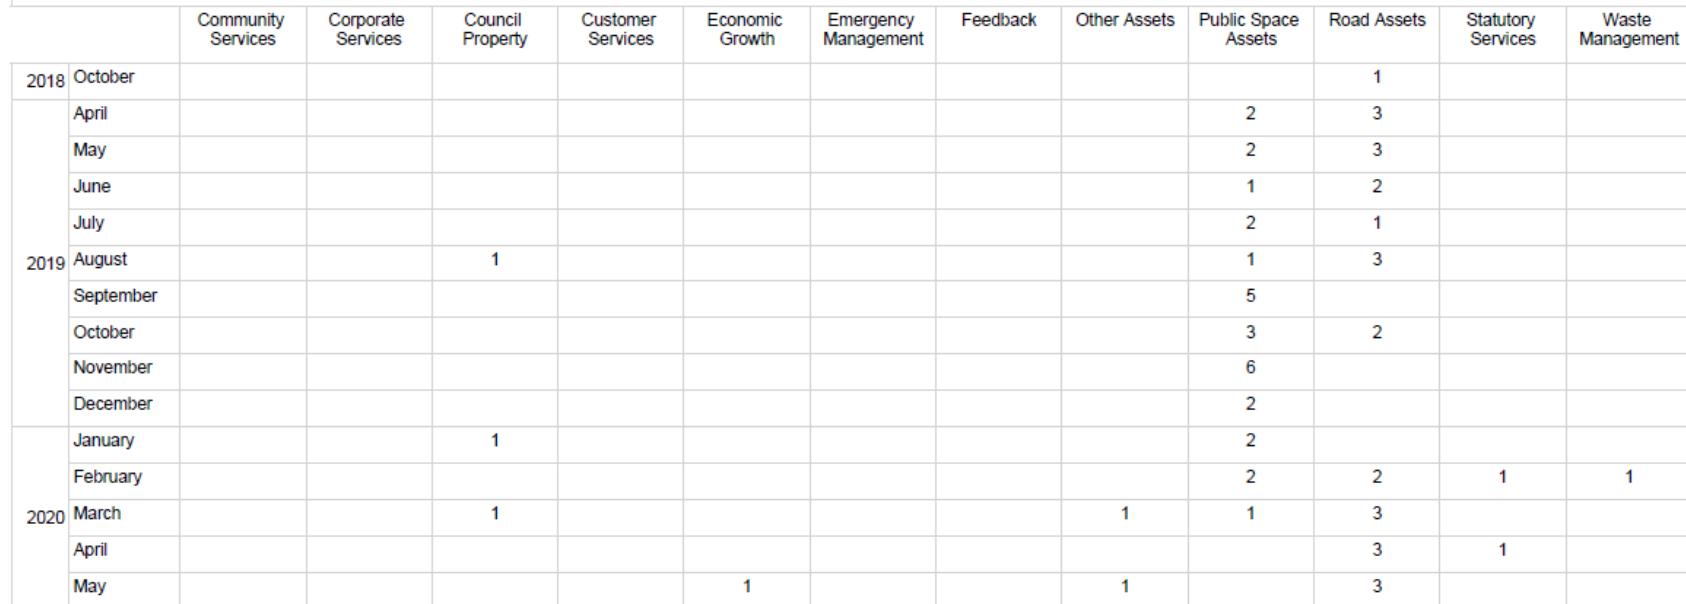 Community Services Corporate Services Council Property Customer Services Economic Growth Emergency Management Feedback Other Assets Public Space Assets Road Assets Statutory Services Waste Management
2018 October 1
2019 April 2 3
May 2 3
June 1 2
July 2 1
August 1 1 3
September 5
October 3 2
November 6
December 2
2020 January 1 2
February 2 2 1 1
March 1 1 1 3
April 3 1
May 1 1 3